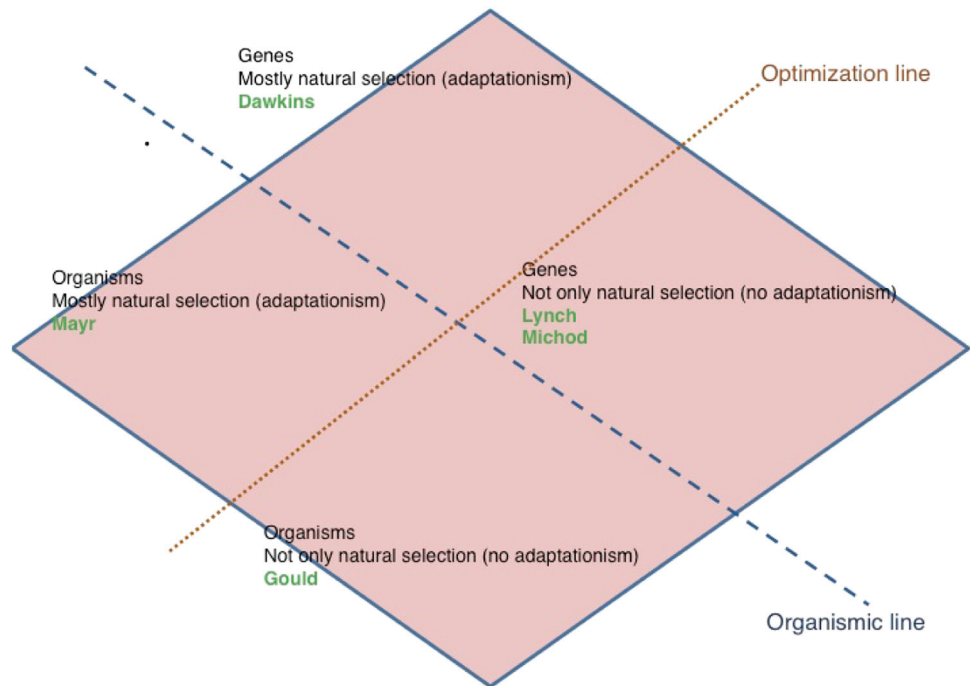 Genes
Mostly natural selection (adaptationism)
Dawkins
Optimization line
Organisms
Mostly natural selection (adaptationism)
Mayr
Genes
Not only natural selection (no adaptationism)
Lynch
Michod
Organisms
Not only natural selection (no adaptationism)
Gould
Organismic line